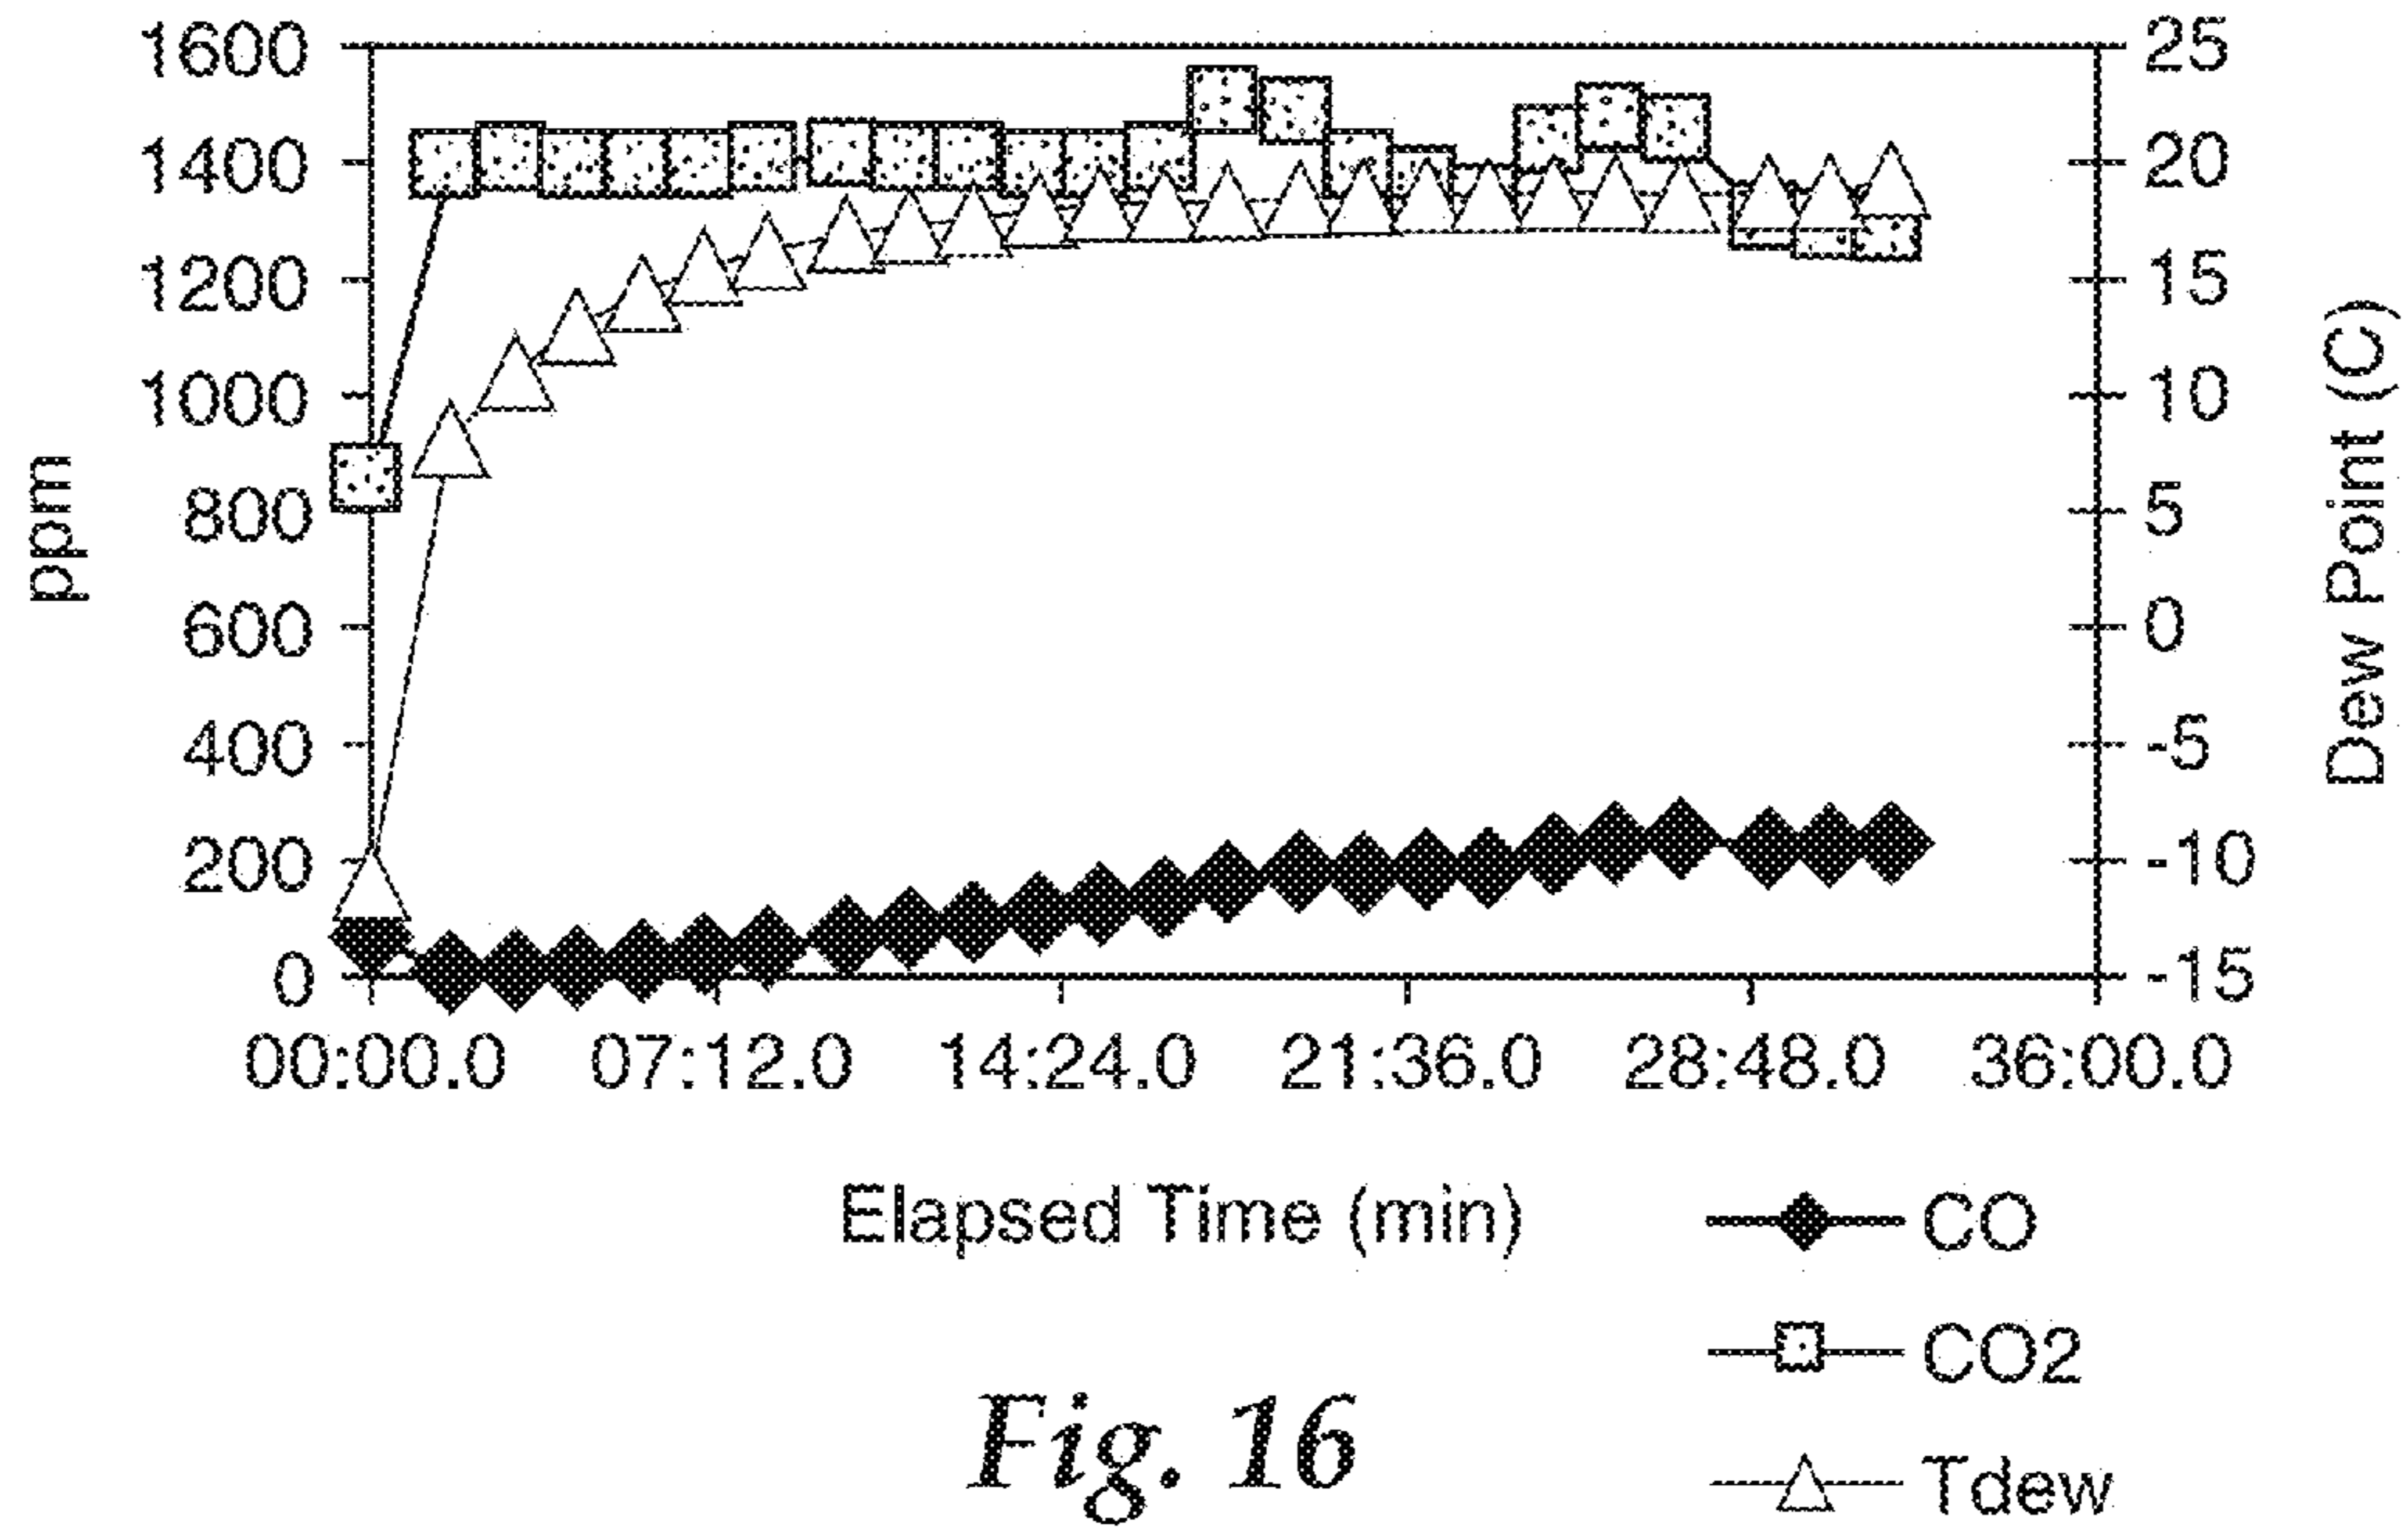 1600
1400
1200
1000
800
600
400
200
0
ppm
25
20
15
10
5
0
-5
-10
-15
Dew Point (C)
00:00.0 07:12.0 14:24.0 21:36.0 28:48.0 36:00.0
Elapsed Time (min)
CO
CO2
Tdew
Fig. 16